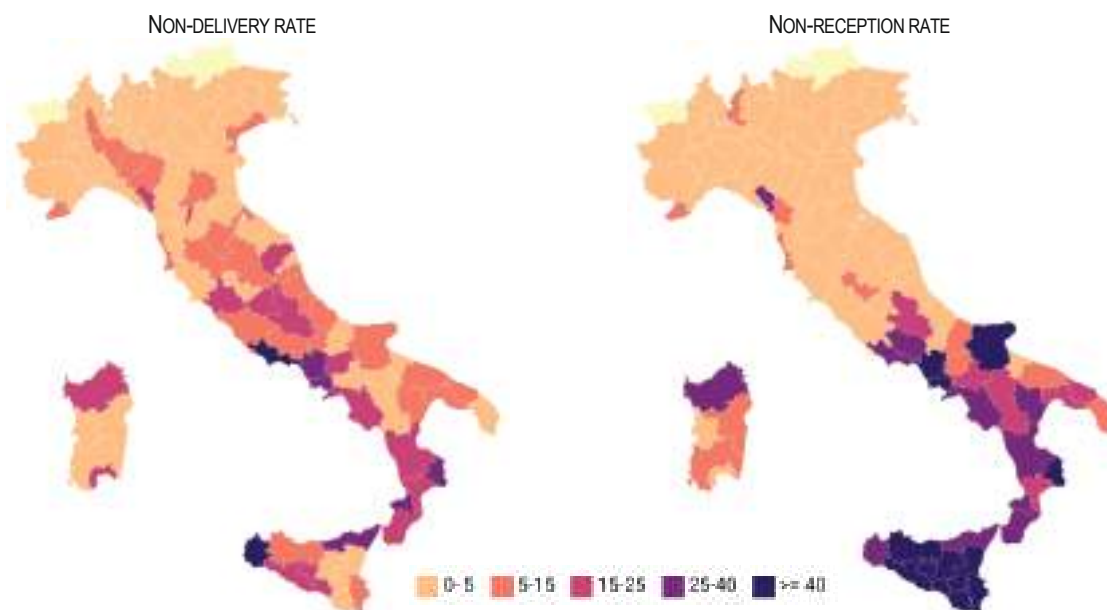 NON-DELIVERY RATE
NON-RECEPTION RATE
0-5 5-15 15-25 25-40 >= 40